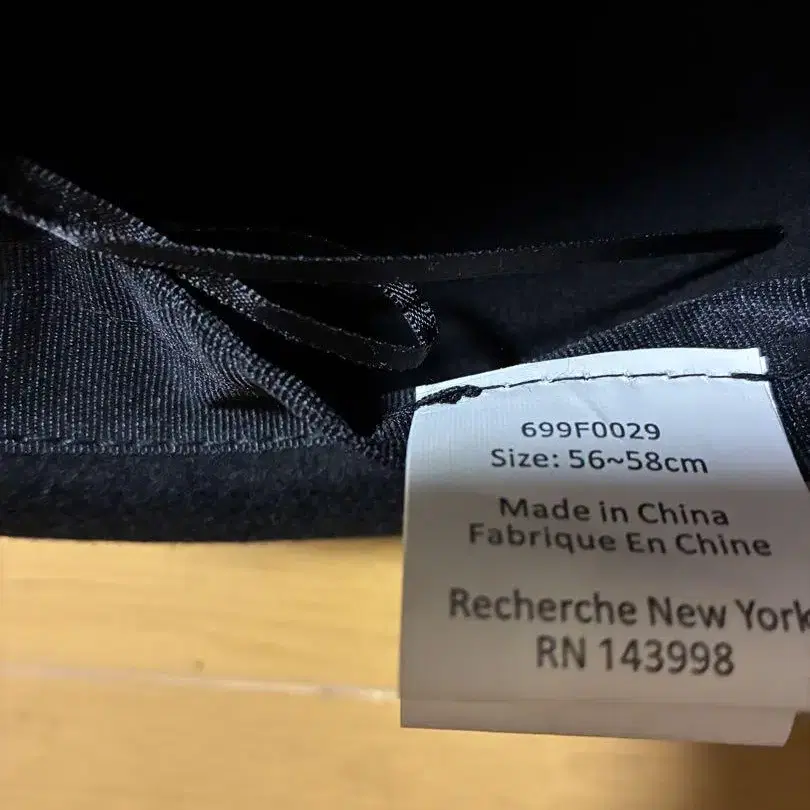 699F0029
Size: 56~58cm
Made in China
Fabrique En Chine
Recherche New York
RN 143998